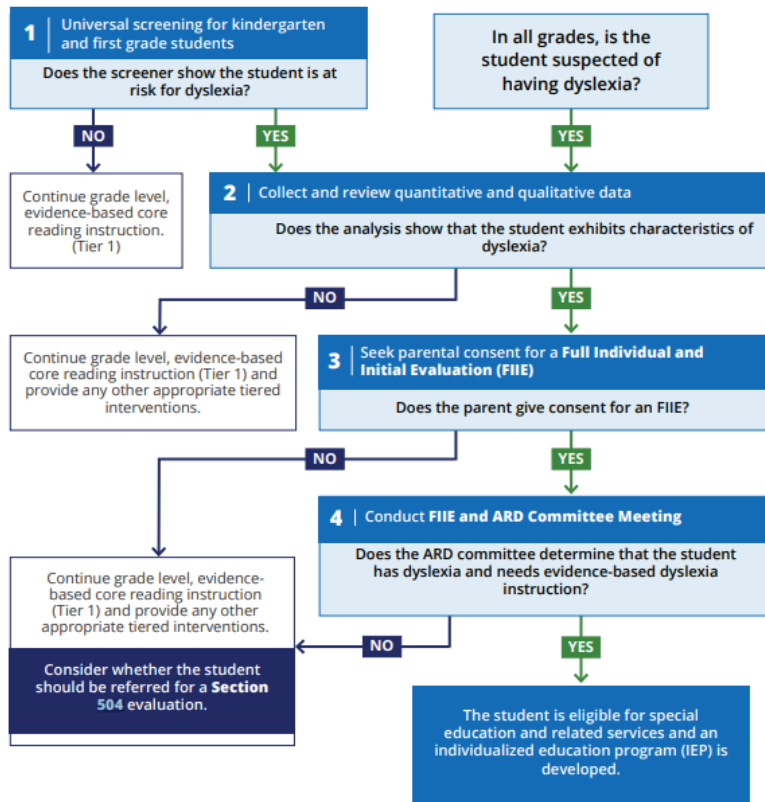 1 | Universal screening for kindergarten
and first grade students
Does the screener show the student is at
risk for dyslexia?
In all grades, is the
student suspected of
having dyslexia?
NO
YES
YES
Continue grade level,
evidence-based core
reading instruction.
(Tier 1)
2 | Collect and review quantitative and qualitative data
Does the analysis show that the student exhibits characteristics of
dyslexia?
NO
YES
Continue grade level, evidence-based
core reading instruction (Tier 1) and
provide any other appropriate tiered
interventions.
3 | Seek parental consent for a Full Individual and
Initial Evaluation (FIIE)
Does the parent give consent for an FIIE?
NO
YES
4 | Conduct FIIE and ARD Committee Meeting
Does the ARD committee determine that the student
has dyslexia and needs evidence-based dyslexia
instruction?
Continue grade level, evidence-
based core reading instruction
(Tier 1) and provide any other
appropriate tiered interventions.
NO
YES
Consider whether the student
should be referred for a Section
504 evaluation.
The student is eligible for special
education and related services and an
individualized education program (IEP) is
developed.